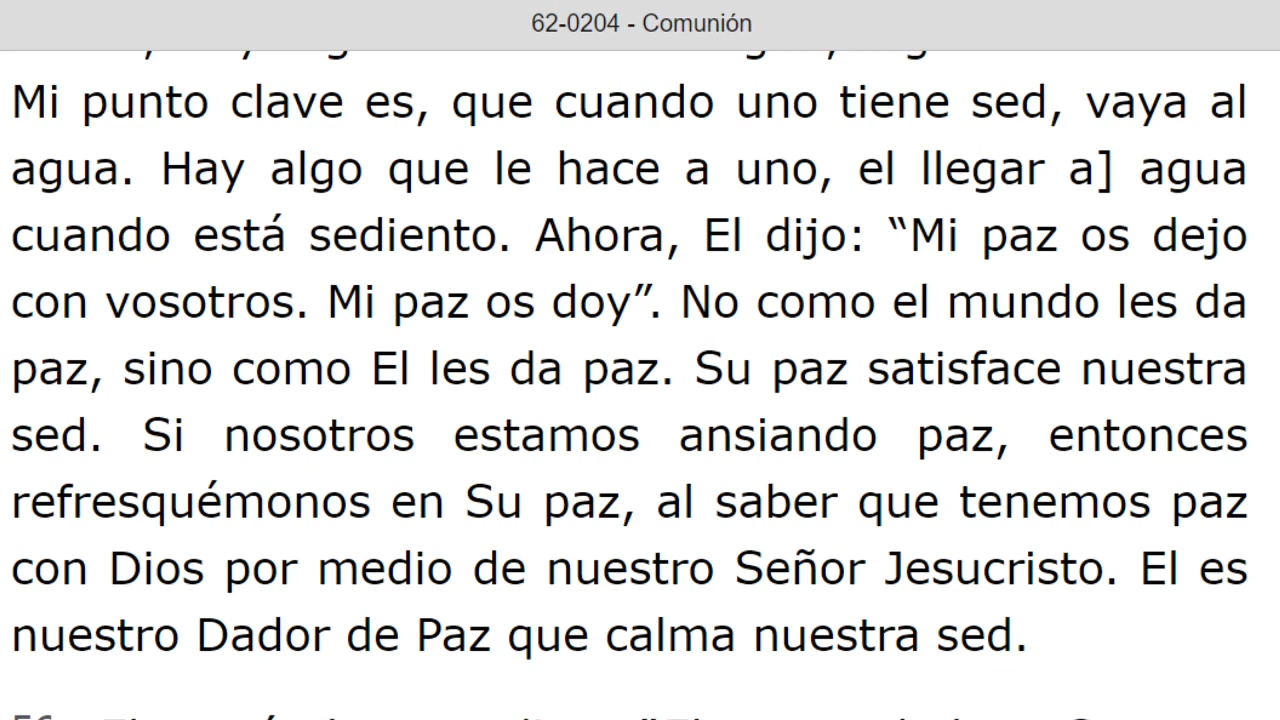 62-0204 - Comunión
Mi punto clave es, que cuando uno tiene sed, vaya al
agua. Hay algo que le hace a uno, el llegar a] agua
cuando está sediento. Ahora, El dijo: “Mi paz os dejo
con vosotros. Mi paz os doy”. No como el mundo les da
paz, sino como El les da paz. Su paz satisface nuestra
sed. Si nosotros estamos ansiando paz, entonces
refresquémonos en Su paz, al saber que tenemos paz
con Dios por medio de nuestro Señor Jesucristo. El es
nuestro Dador de Paz que calma nuestra sed.